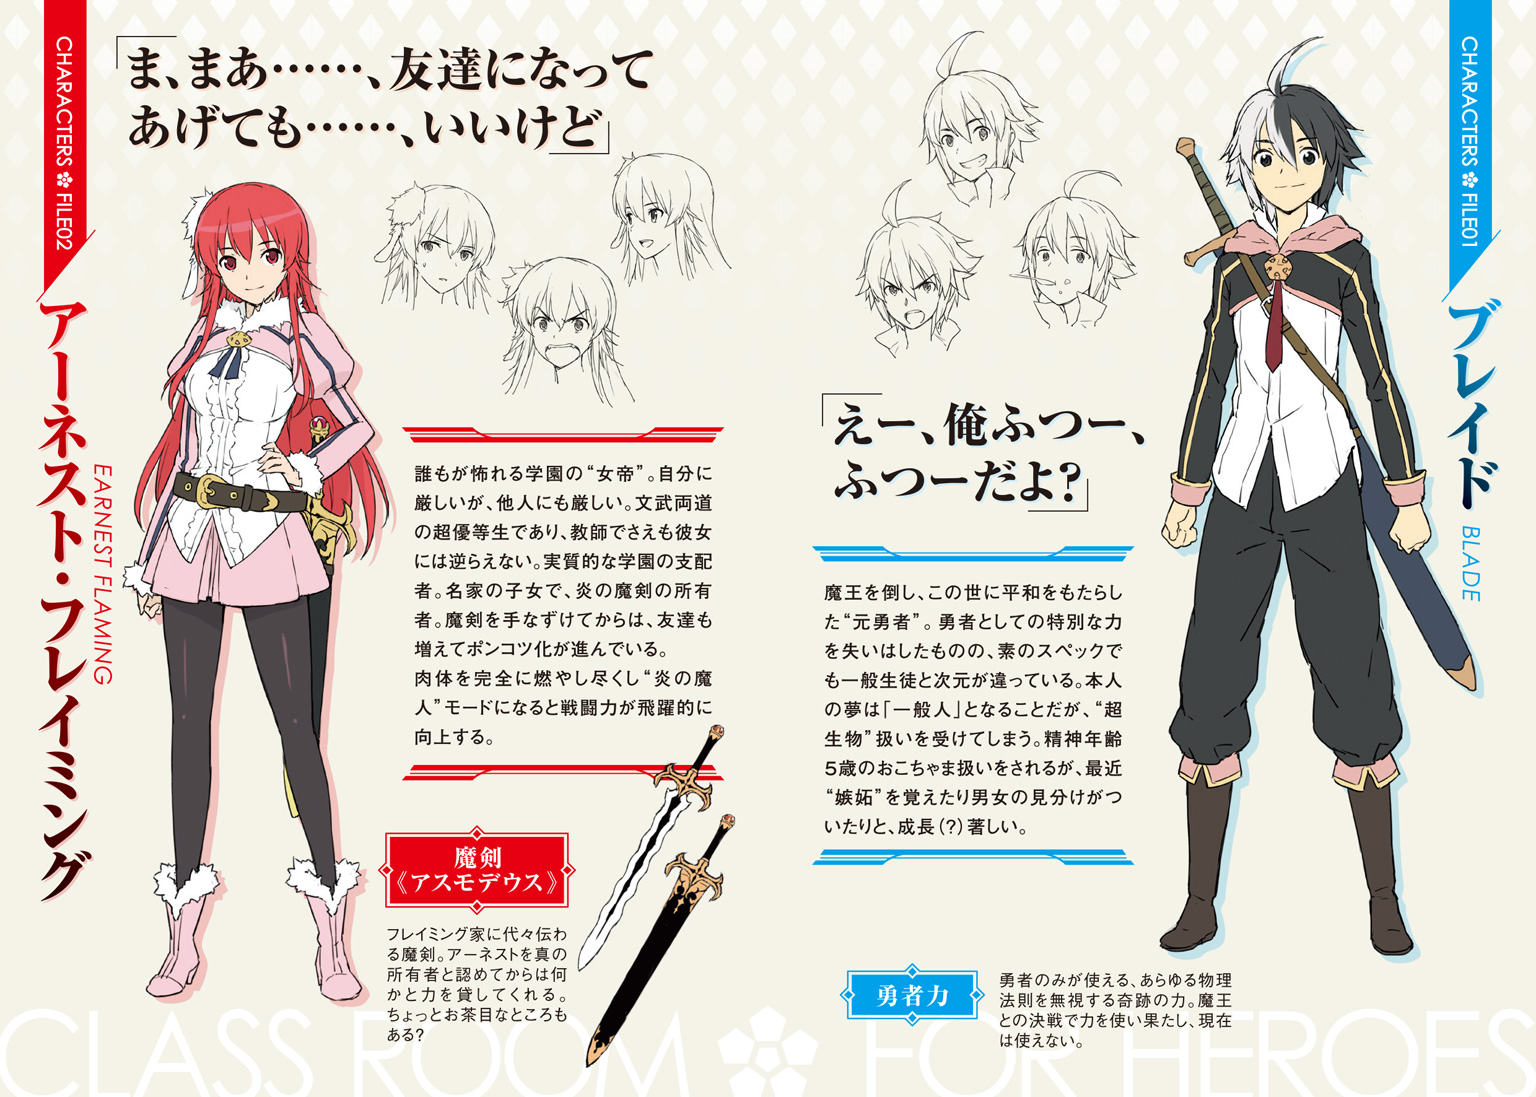 CHARACTERS FILE01
ブレイド
BLADE
「えー、俺ふつー、
ふつーだよ?」
魔王を倒し、この世に平和をもたらし
た“元勇者”。勇者としての特別な力
を失いはしたものの、素のスペックで
も一般生徒と次元が違っている。本人
の夢は「一般人」となることだが、“超
生物”扱いを受けてしまう。精神年齢
5歳のおこちゃま扱いをされるが、最近
“嫉妬”を覚えたり男女の見分けがつ
いたりと、成長(?)著しい。
勇者力
勇者のみが使える、あらゆる物理
法則を無視する奇跡の力。魔王
との決戦で力を使い果たし、現在
は使えない。
CHARACTERS FILE02
アーネスト・フレイミング
EARNEST FLAMING
「ま、まあ……、友達になって
あげても……、いいけど」
誰もが怖れる学園の“女帝”。自分に
厳しいが、他人にも厳しい。文武両道
の超優等生であり、教師でさえも彼女
には逆らえない。実質的な学園の支配
者。名家の子女で、炎の魔剣の所有
者。魔剣を手なずけてからは、友達も
増えてポンコツ化が進んでいる。
肉体を完全に燃やし尽くし“炎の魔
人”モードになると戦闘力が飛躍的に
向上する。
魔剣
《アスモデウス》
フレイミング家に代々伝わ
る魔剣。アーネストを真の
所有者と認めてからは何
かと力を貸してくれる。
ちょっとお茶目なところも
ある?
CLASS ROOM FOR HEROES